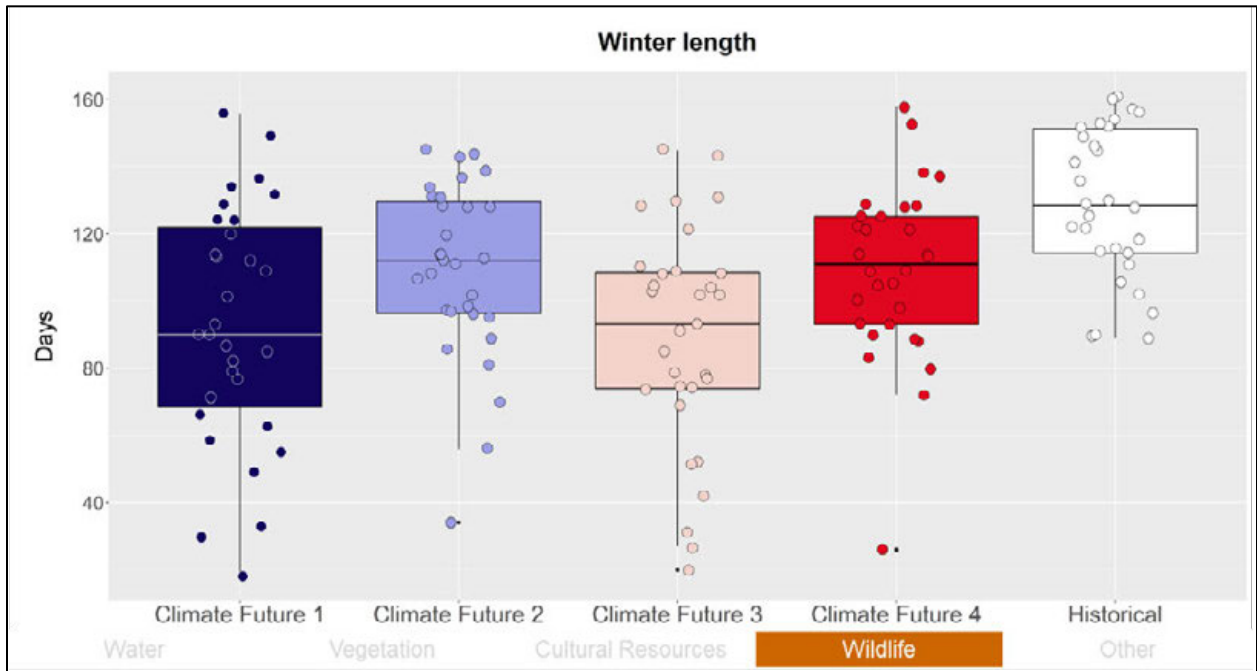 Winter length
160
120
80
40
Days
Climate Future 1 Climate Future 2 Climate Future 3 Climate Future 4 Historical
Water Vegetation Cultural Resources Wildlife Other